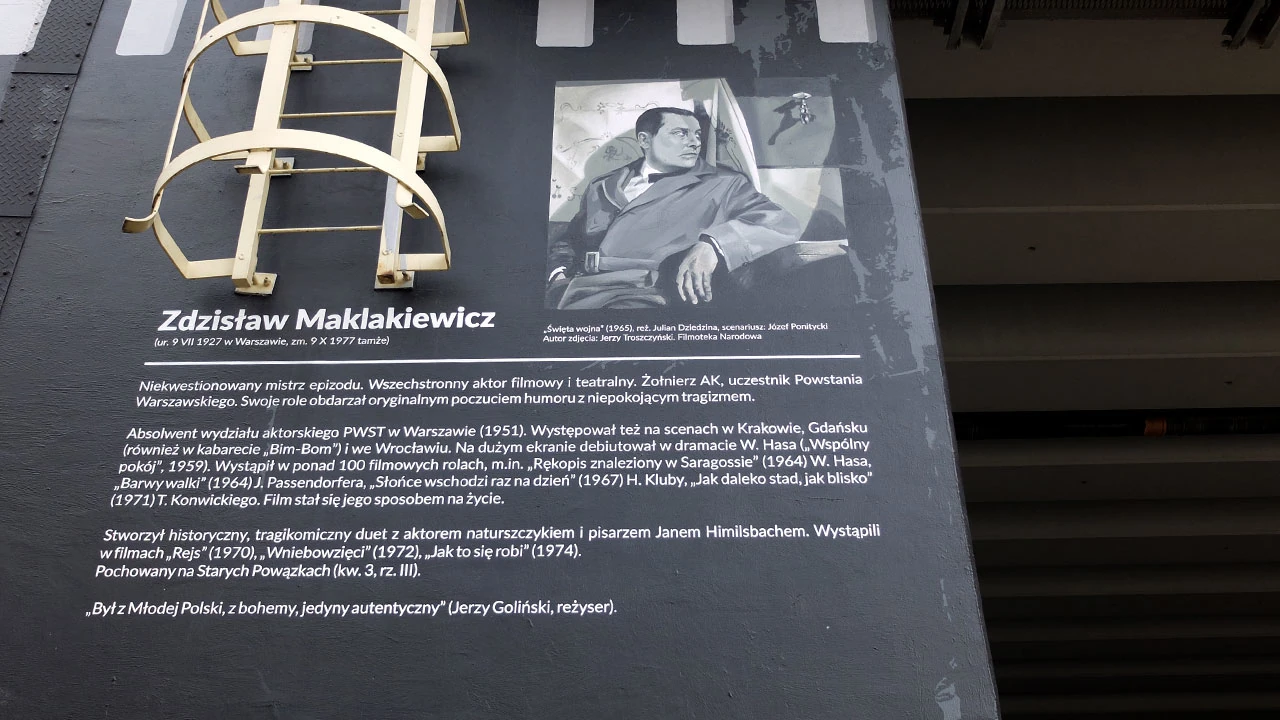 Zdzisław Maklakiewicz
(ur. 9 VII 1927 w Warszawie, zm. 9 X 1977 tamże)
„Święta wojna” (1965), reż. Julian Dziedzina, scenariusz: Józef Ponitycki
Autor zdjęcia: Jerzy Troszczyński. Filmoteka Narodowa
Niekwestionowany mistrz epizodu. Wszechstronny aktor filmowy i teatralny. Żołnierz AK, uczestnik Powstania
Warszawskiego. Swoje role obdarzał oryginalnym poczuciem humoru z niepokojącym tragizmem.
Absolwent wydziału aktorskiego PWST w Warszawie (1951). Występował też na scenach w Krakowie, Gdańsku
(również w kabarecie „Bim-Bom”) i we Wrocławiu. Na dużym ekranie debiutował w dramacie W. Hasa („Wspólny
pokój”, 1959). Wystąpił w ponad 100 filmowych rolach, m.in. „Rękopis znaleziony w Saragossie” (1964) W. Hasa,
„Barwy walki” (1964) J. Passendorfera, „Słońce wschodzi raz na dzień” (1967) H. Kluby, „Jak daleko stad, jak blisko”
(1971) T. Konwickiego. Film stał się jego sposobem na życie.
Stworzył historyczny, tragikomiczny duet z aktorem naturszczykiem i pisarzem Janem Himilsbachem. Wystąpili
w filmach „Rejs” (1970), „Wniebowzięci” (1972), „Jak to się robi” (1974).
Pochowany na Starych Powązkach (kw. 3, rz. III).
„Był z Młodej Polski, z bohemy, jedyny autentyczny” (Jerzy Goliński, reżyser).